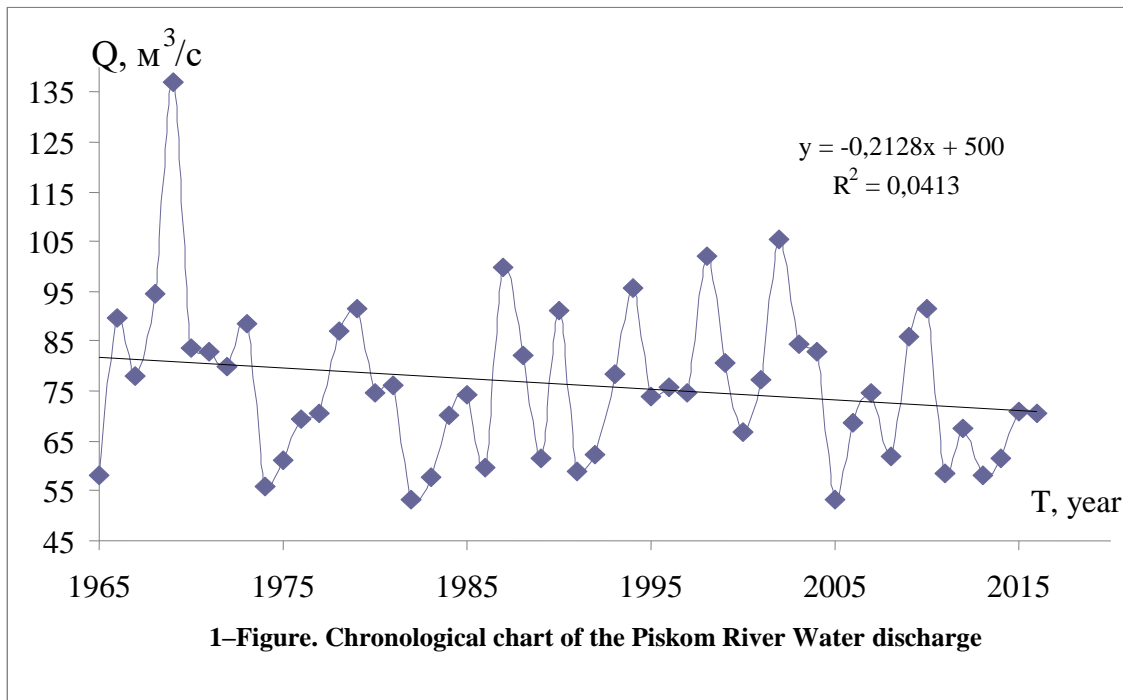 Q, м³/с
135
125
115
105
95
85
75
65
55
45
y = -0,2128x + 500
R² = 0,0413
T, year
1965 1975 1985 1995 2005 2015
1–Figure. Chronological chart of the Piskom River Water discharge